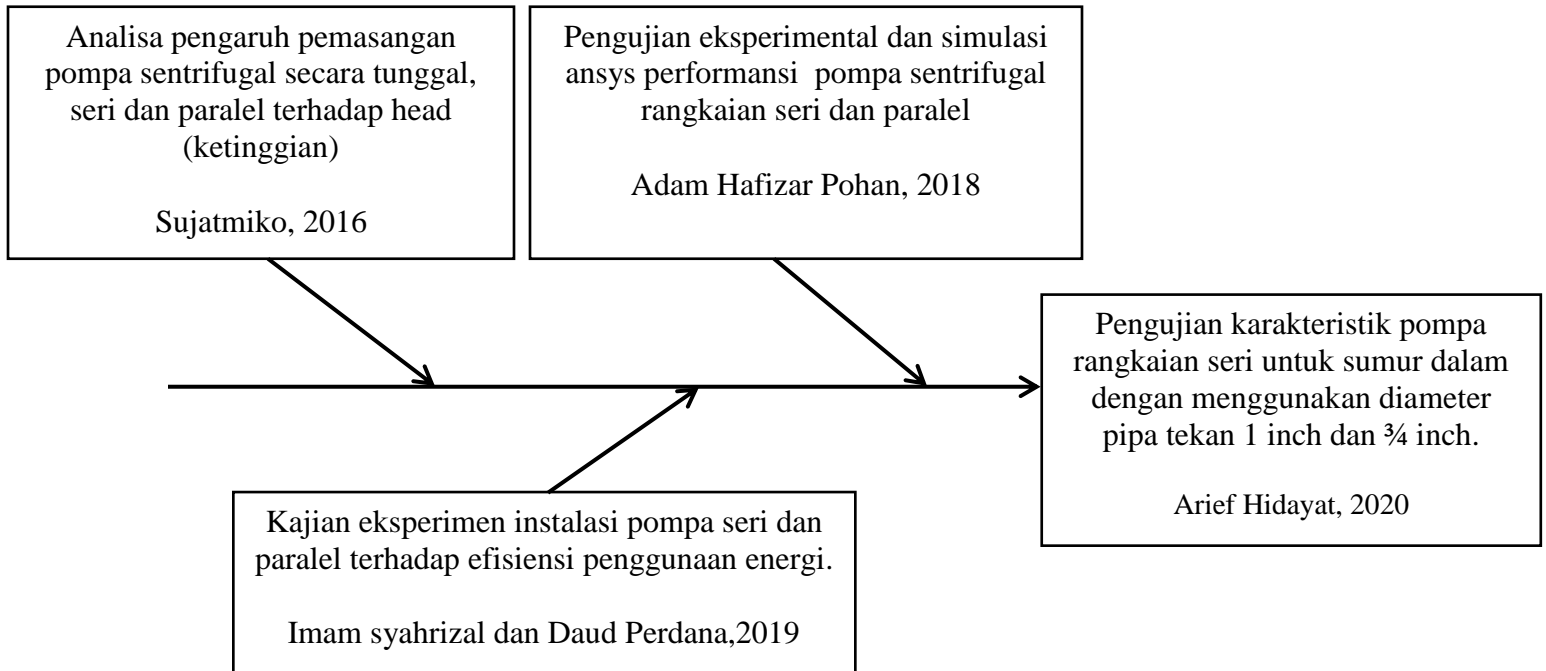 Analisa pengaruh pemasangan
pompa sentrifugal secara tunggal,
seri dan paralel terhadap head
(ketinggian)
Sujatmiko, 2016
Pengujian eksperimental dan simulasi
ansys performansi  pompa sentrifugal
rangkaian seri dan paralel
Adam Hafizar Pohan, 2018
Pengujian karakteristik pompa
rangkaian seri untuk sumur dalam
dengan menggunakan diameter
pipa tekan 1 inch dan ¾ inch.
Arief Hidayat, 2020
Kajian eksperimen instalasi pompa seri dan
paralel terhadap efisiensi penggunaan energi.
Imam syahrizal dan Daud Perdana,2019